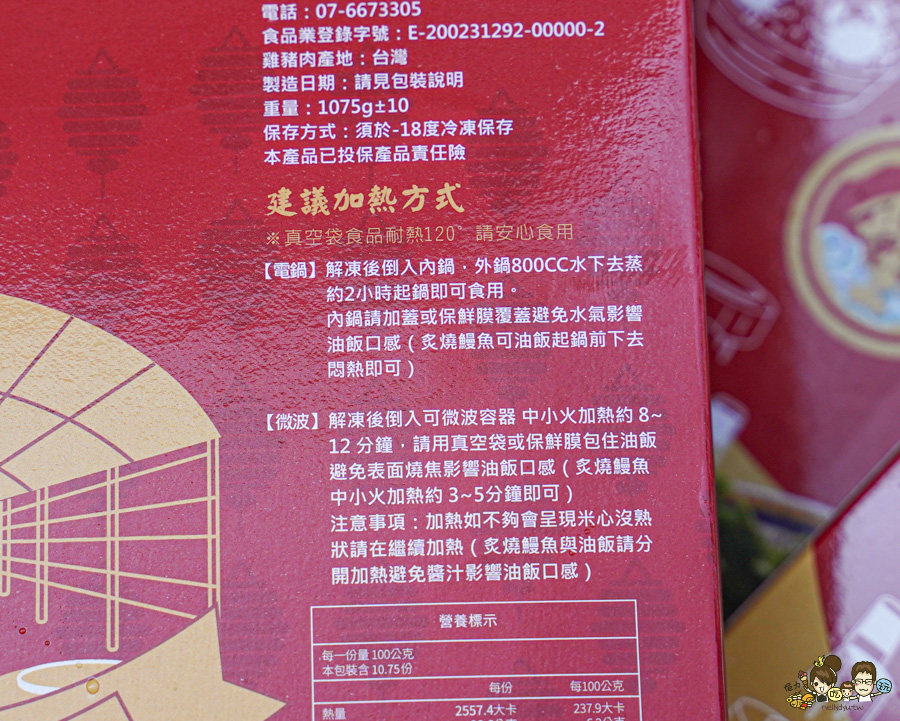 電話：07-6673305
食品業登錄字號：E-200231292-00000-2
雞豬肉產地：台灣
製造日期：請見包裝說明
重量：1075g±10
保存方式：須於-18度冷凍保存
本產品已投保產品責任險
建議加熱方式
※真空袋食品耐熱120°請安心食用
【電鍋】解凍後倒入內鍋，外鍋800CC水下去蒸
約2小時起鍋即可食用。
內鍋請加蓋或保鮮膜覆蓋避免水氣影響
油飯口感（炙燒鰻魚可油飯起鍋前下去
悶熱即可）
【微波】解凍後倒入可微波容器 中小火加熱約 8~
12 分鐘，請用真空袋或保鮮膜包住油飯
避免表面燒焦影響油飯口感（炙燒鰻魚
中小火加熱約 3~5分鐘即可）
注意事項：加熱如不夠會呈現米心沒熟
狀請在繼續加熱（炙燒鰻魚與油飯請分
開加熱避免醬汁影響油飯口感）
營養標示
每一份量 100公克
本包裝含 10.75份
每份 每100公克
熱量 2557.4大卡 237.9大卡
nellydyu.tw